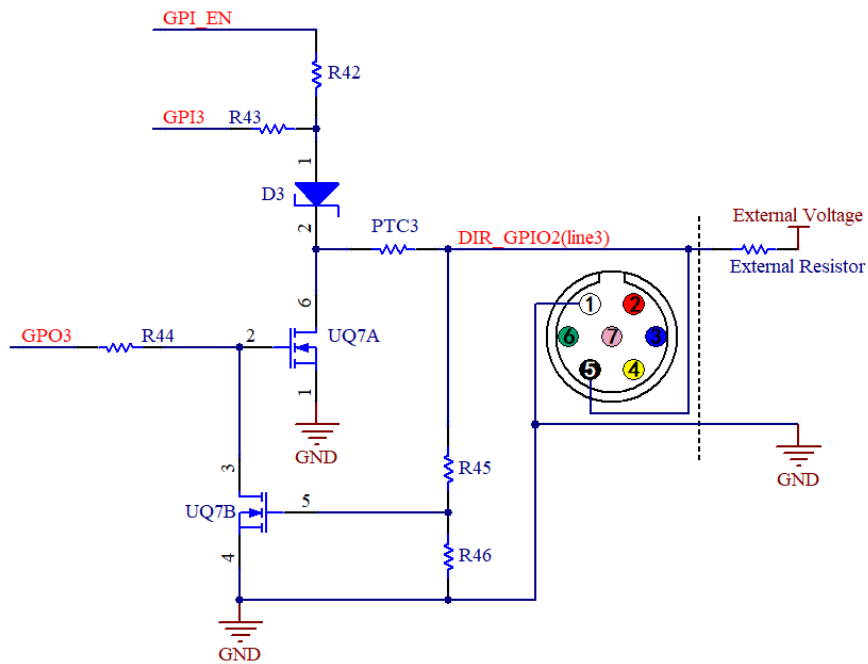 GPI_EN
R42
GPI3
R43
1
D3
2
PTC3
DIR_GPIO2(line3)
External Voltage
External Resistor
6
1
2
GPO3
R44
2
UQ7A
6
7
3
1
5
4
GND
GND
3
R45
UQ7B
5
4
R46
GND